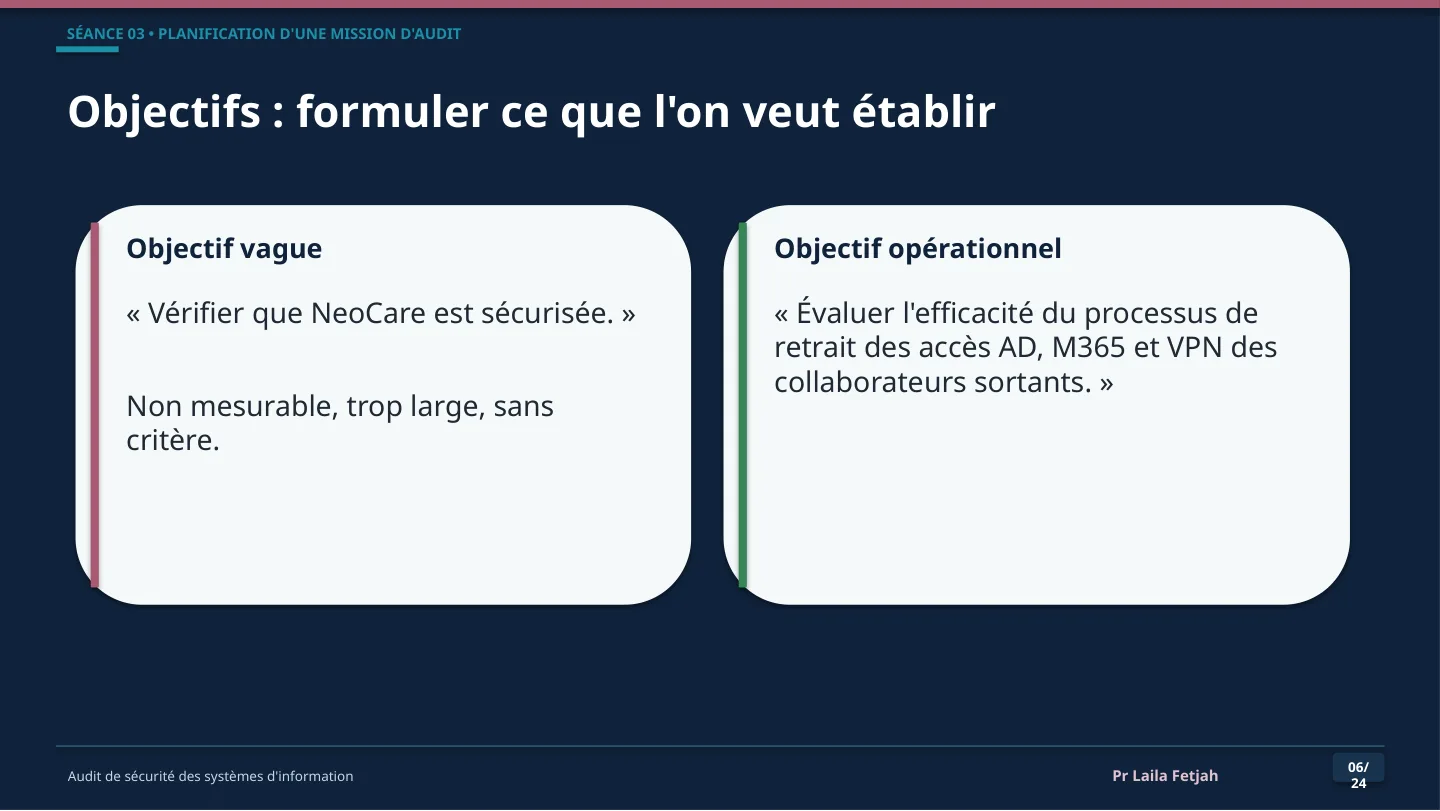 SÉANCE 03 • PLANIFICATION D'UNE MISSION D'AUDIT
Objectifs : formuler ce que l'on veut établir
Objectif vague
« Vérifier que NeoCare est sécurisée. »
Non mesurable, trop large, sans
critère.
Objectif opérationnel
« Évaluer l'efficacité du processus de
retrait des accès AD, M365 et VPN des
collaborateurs sortants. »
Audit de sécurité des systèmes d'information
Pr Laila Fetjah
06/
24